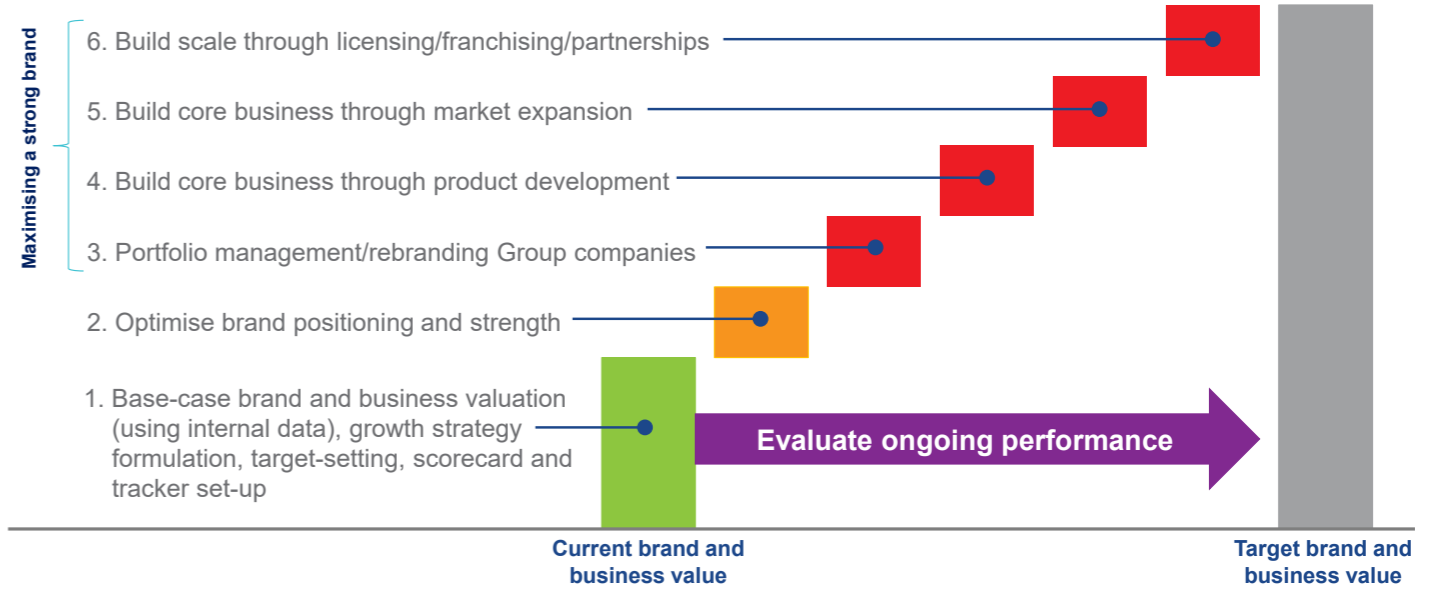 Maximising a strong brand
6. Build scale through licensing/franchising/partnerships
5. Build core business through market expansion
4. Build core business through product development
3. Portfolio management/rebranding Group companies
2. Optimise brand positioning and strength
1. Base-case brand and business valuation
(using internal data), growth strategy
formulation, target-setting, scorecard and
tracker set-up
Evaluate ongoing performance
Current brand and
business value
Target brand and
business value